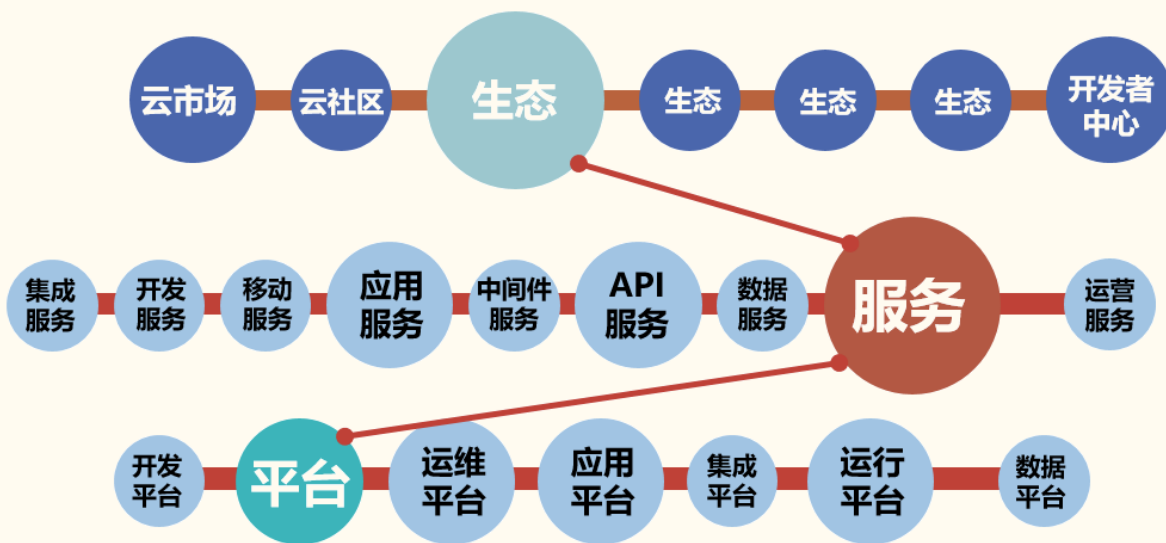 云市场
云社区
生态
生态
生态
生态
开发者
中心
集成
服务
开发
服务
移动
服务
应用
服务
中间件
服务
API
服务
数据
服务
服务
运营
服务
开发
平台
平台
运维
平台
应用
平台
集成
平台
运行
平台
数据
平台